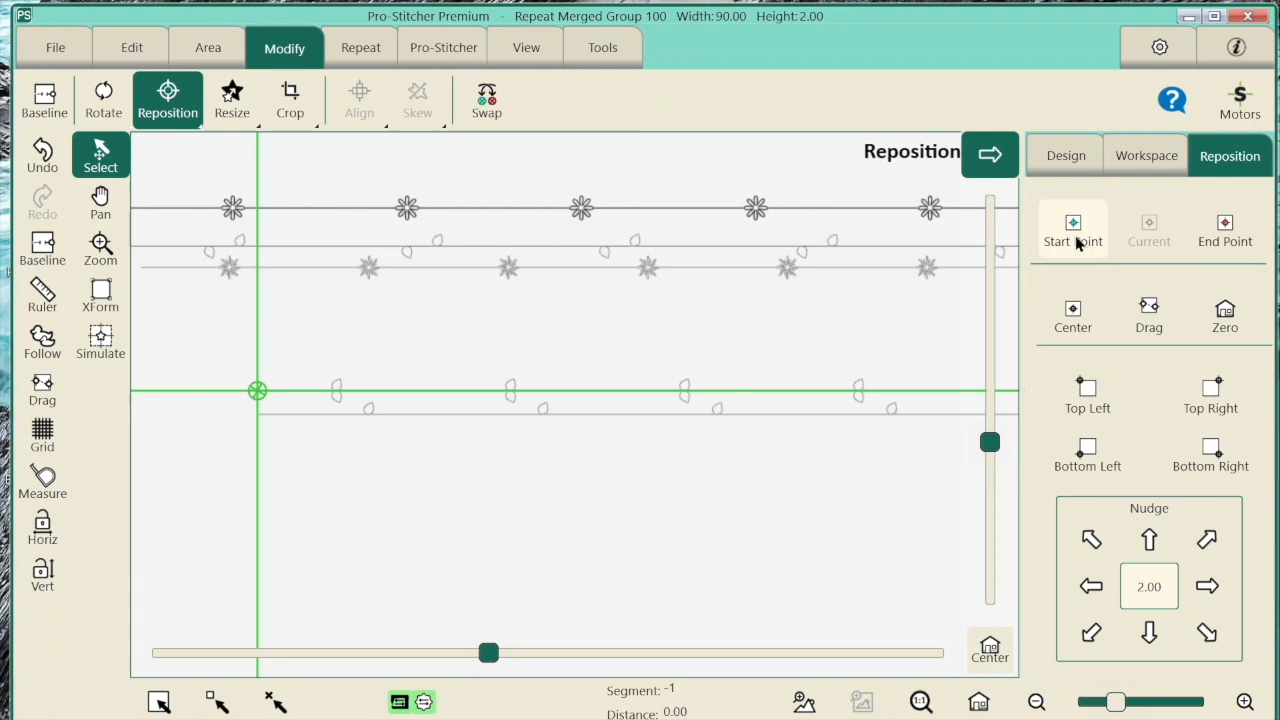 PS
Pro-Stitcher Premium - Repeat Merged Group 100 Width: 90.00 Height: 2.00
File Edit Area Modify Repeat Pro-Stitcher View Tools
Baseline Rotate Reposition Resize Crop Align Skew Swap
S
Motors
Undo Select
Redo Pan
Baseline Zoom
Ruler XForm
Follow Simulate
Drag
Grid
Measure
Horiz
Vert
Reposition
Center
Design Workspace Reposition
Start Point Current End Point
Center Drag Zero
Top Left Top Right
Bottom Left Bottom Right
Nudge
2.00
Segment: -1
Distance: 0.00
1:1